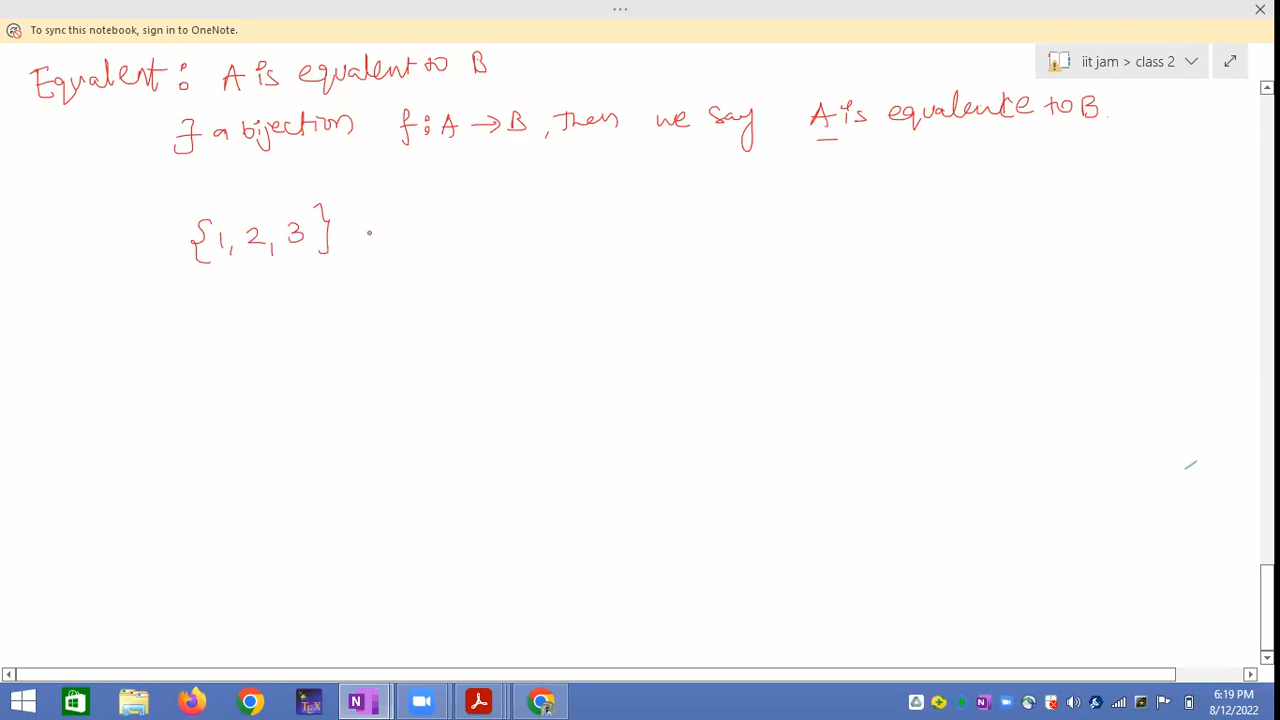 To sync this notebook, sign in to OneNote.
iit jam > class 2
Equalent : A is equalent to B
∃ a bijection f : A → B , then we say A is equalence to B.
{1, 2, 3}
6:19 PM
8/12/2022